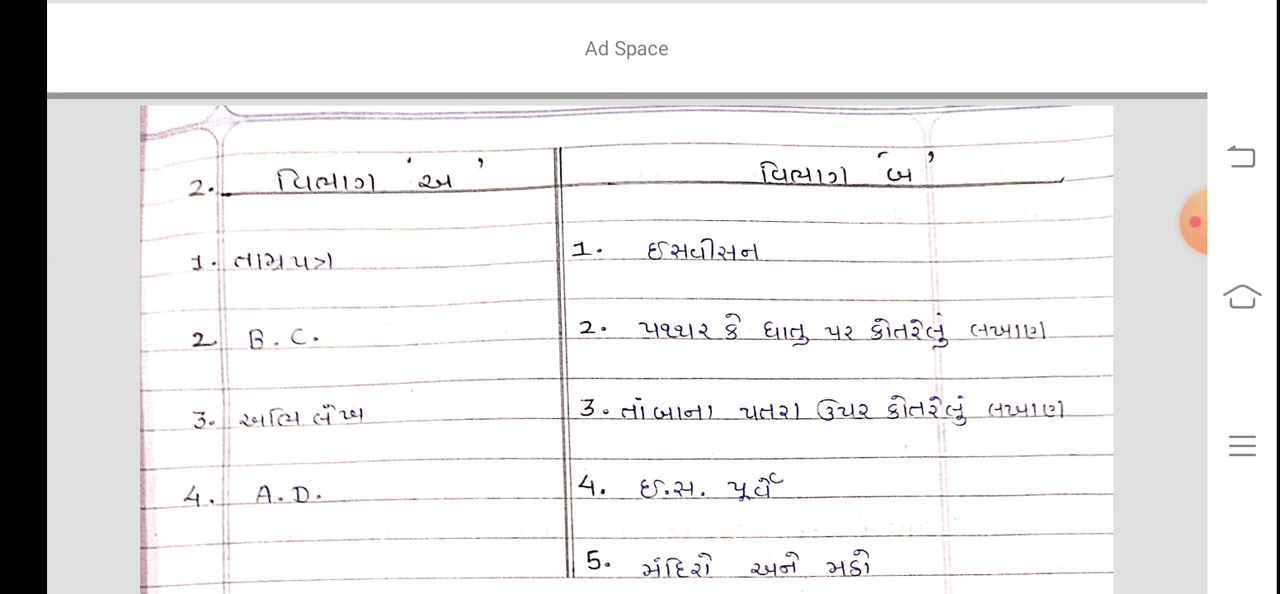 Ad Space
2. વિભાગ 'અ' વિભાગ 'બ'
1. તામ્રપત્ર 1. ઈસવીસન
2 B.C. 2. પથ્થર કે ધાતુ પર કોતરેલું લખાણ
3. અભિલેખ 3. તાંબાના પતરા ઉપર કોતરેલું લખાણ
4. A.D. 4. ઈ.સ. પૂર્વે
5. મંદિરો અને મઠો